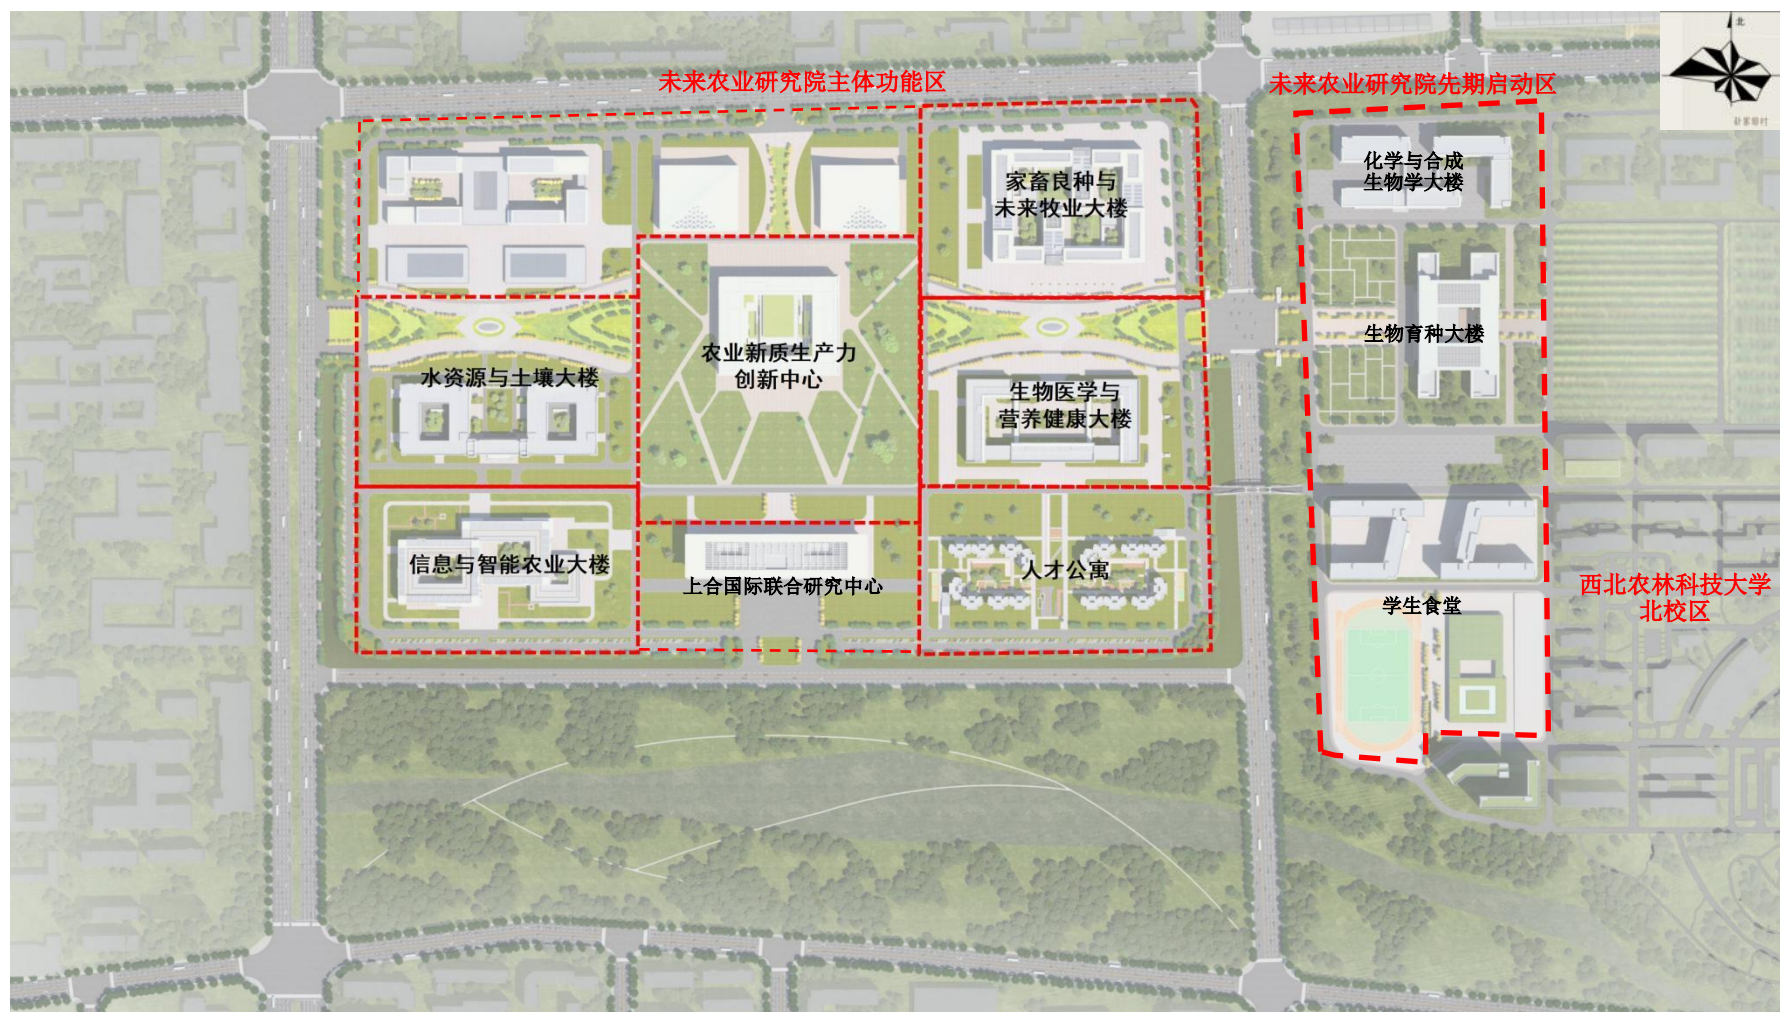 北
未来农业研究院主体功能区
未来农业研究院先期启动区
家畜良种与
未来牧业大楼
化学与合成
生物学大楼
生物育种大楼
农业新质生产力
创新中心
水资源与土壤大楼
生物医学与
营养健康大楼
信息与智能农业大楼
上合国际联合研究中心
人才公寓
学生食堂
西北农林科技大学
北校区